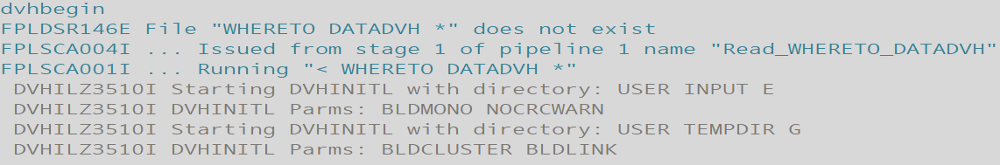 dvhbegin
FPLDSR146E File "WHERETO DATADVH *" does not exist
FPLSCA004I ... Issued from stage 1 of pipeline 1 name "Read_WHERETO_DATADVH"
FPLSCA001I ... Running "< WHERETO DATADVH *"
DVHILZ3510I Starting DVHINITL with directory: USER INPUT E
DVHILZ3510I DVHINITL Parms: BLDMONO NOCRCWARN
DVHILZ3510I Starting DVHINITL with directory: USER TEMPDIR G
DVHILZ3510I DVHINITL Parms: BLDCLUSTER BLDLINK